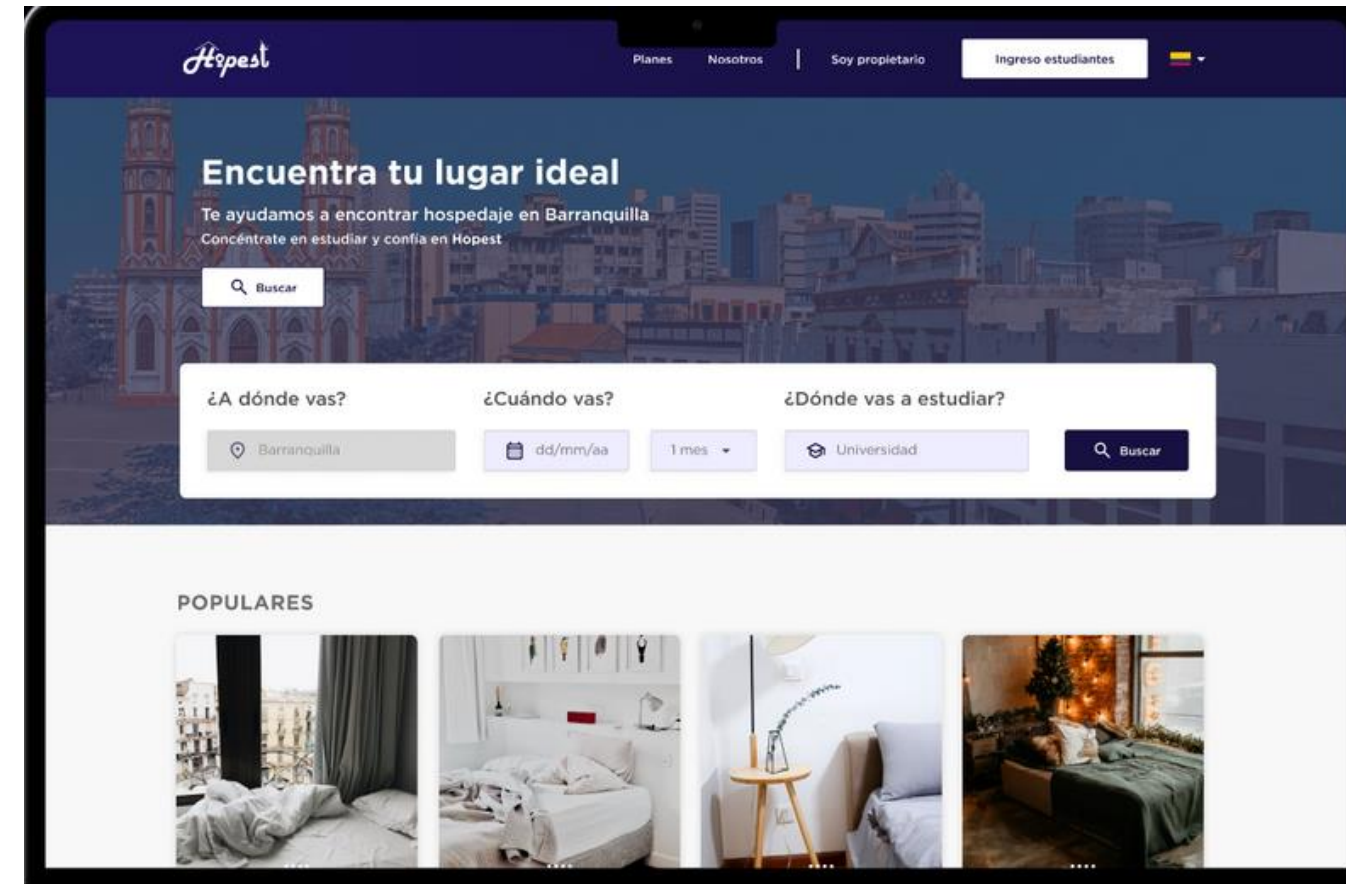 Hopest
Planes Nosotros | Soy propietario Ingreso estudiantes
Encuentra tu lugar ideal
Te ayudamos a encontrar hospedaje en Barranquilla
Concéntrate en estudiar y confía en Hopest
Buscar
¿A dónde vas? ¿Cuándo vas? ¿Dónde vas a estudiar?
Barranquilla dd/mm/aa 1 mes Universidad Buscar
POPULARES